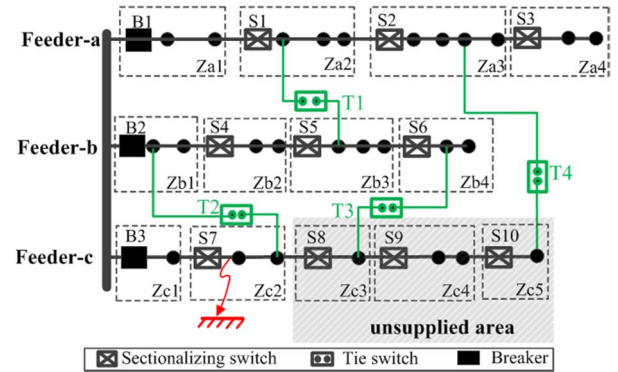 B1 S1 S2 S3
Feeder-a
Za1 Za2 Za3 Za4
T1
B2 S4 S5 S6
Feeder-b
Zb1 Zb2 Zb3 Zb4
T4
T2 T3
B3 S7 S8 S9 S10
Feeder-c
Zc1 Zc2 Zc3 Zc4 Zc5
unsupplied area
Sectionalizing switch Tie switch Breaker